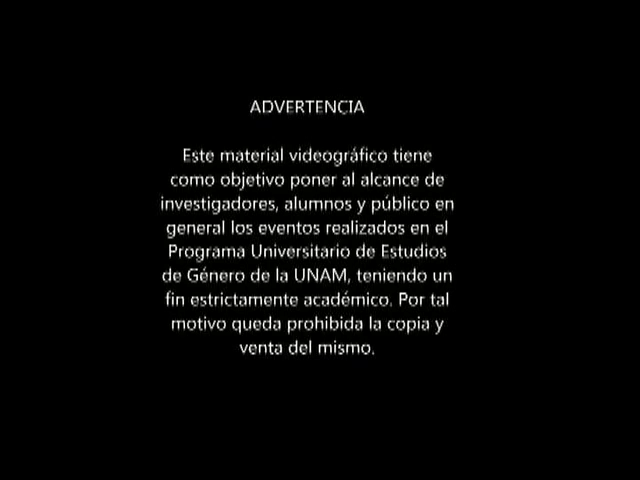 ADVERTENCIA
Este material videográfico tiene
como objetivo poner al alcance de
investigadores, alumnos y público en
general los eventos realizados en el
Programa Universitario de Estudios
de Género de la UNAM, teniendo un
fin estrictamente académico. Por tal
motivo queda prohibida la copia y
venta del mismo.